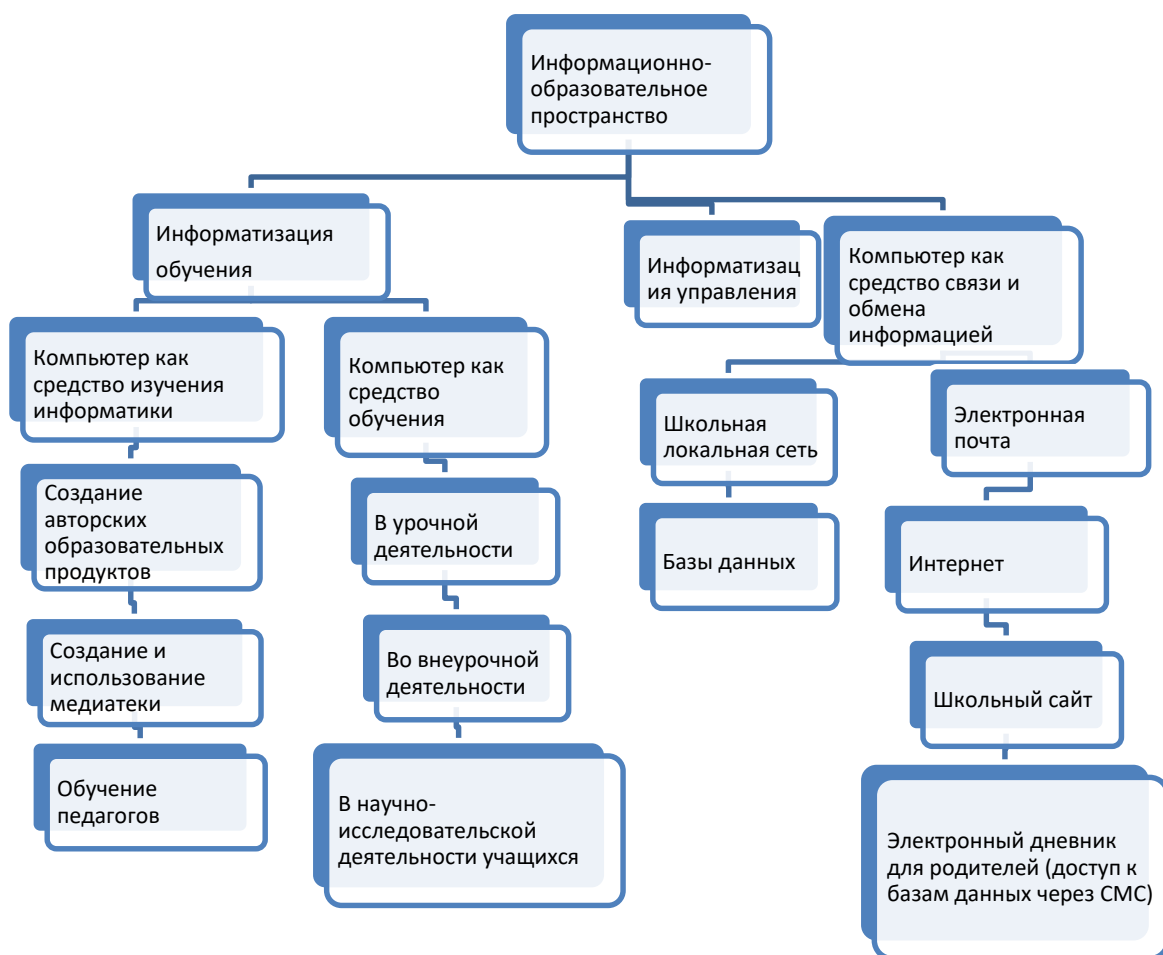 Информационно-
образовательное
пространство
Информатизация
обучения
Информатизац
ия управления
Компьютер как
средство связи и
обмена
информацией
Компьютер как
средство изучения
информатики
Компьютер как
средство
обучения
Школьная
локальная сеть
Электронная
почта
Создание
авторских
образовательных
продуктов
В урочной
деятельности
Базы данных
Интернет
Создание и
использование
медиатеки
Во внеурочной
деятельности
Школьный сайт
Обучение
педагогов
В научно-
исследовательской
деятельности учащихся
Электронный дневник
для родителей (доступ к
базам данных через СМС)